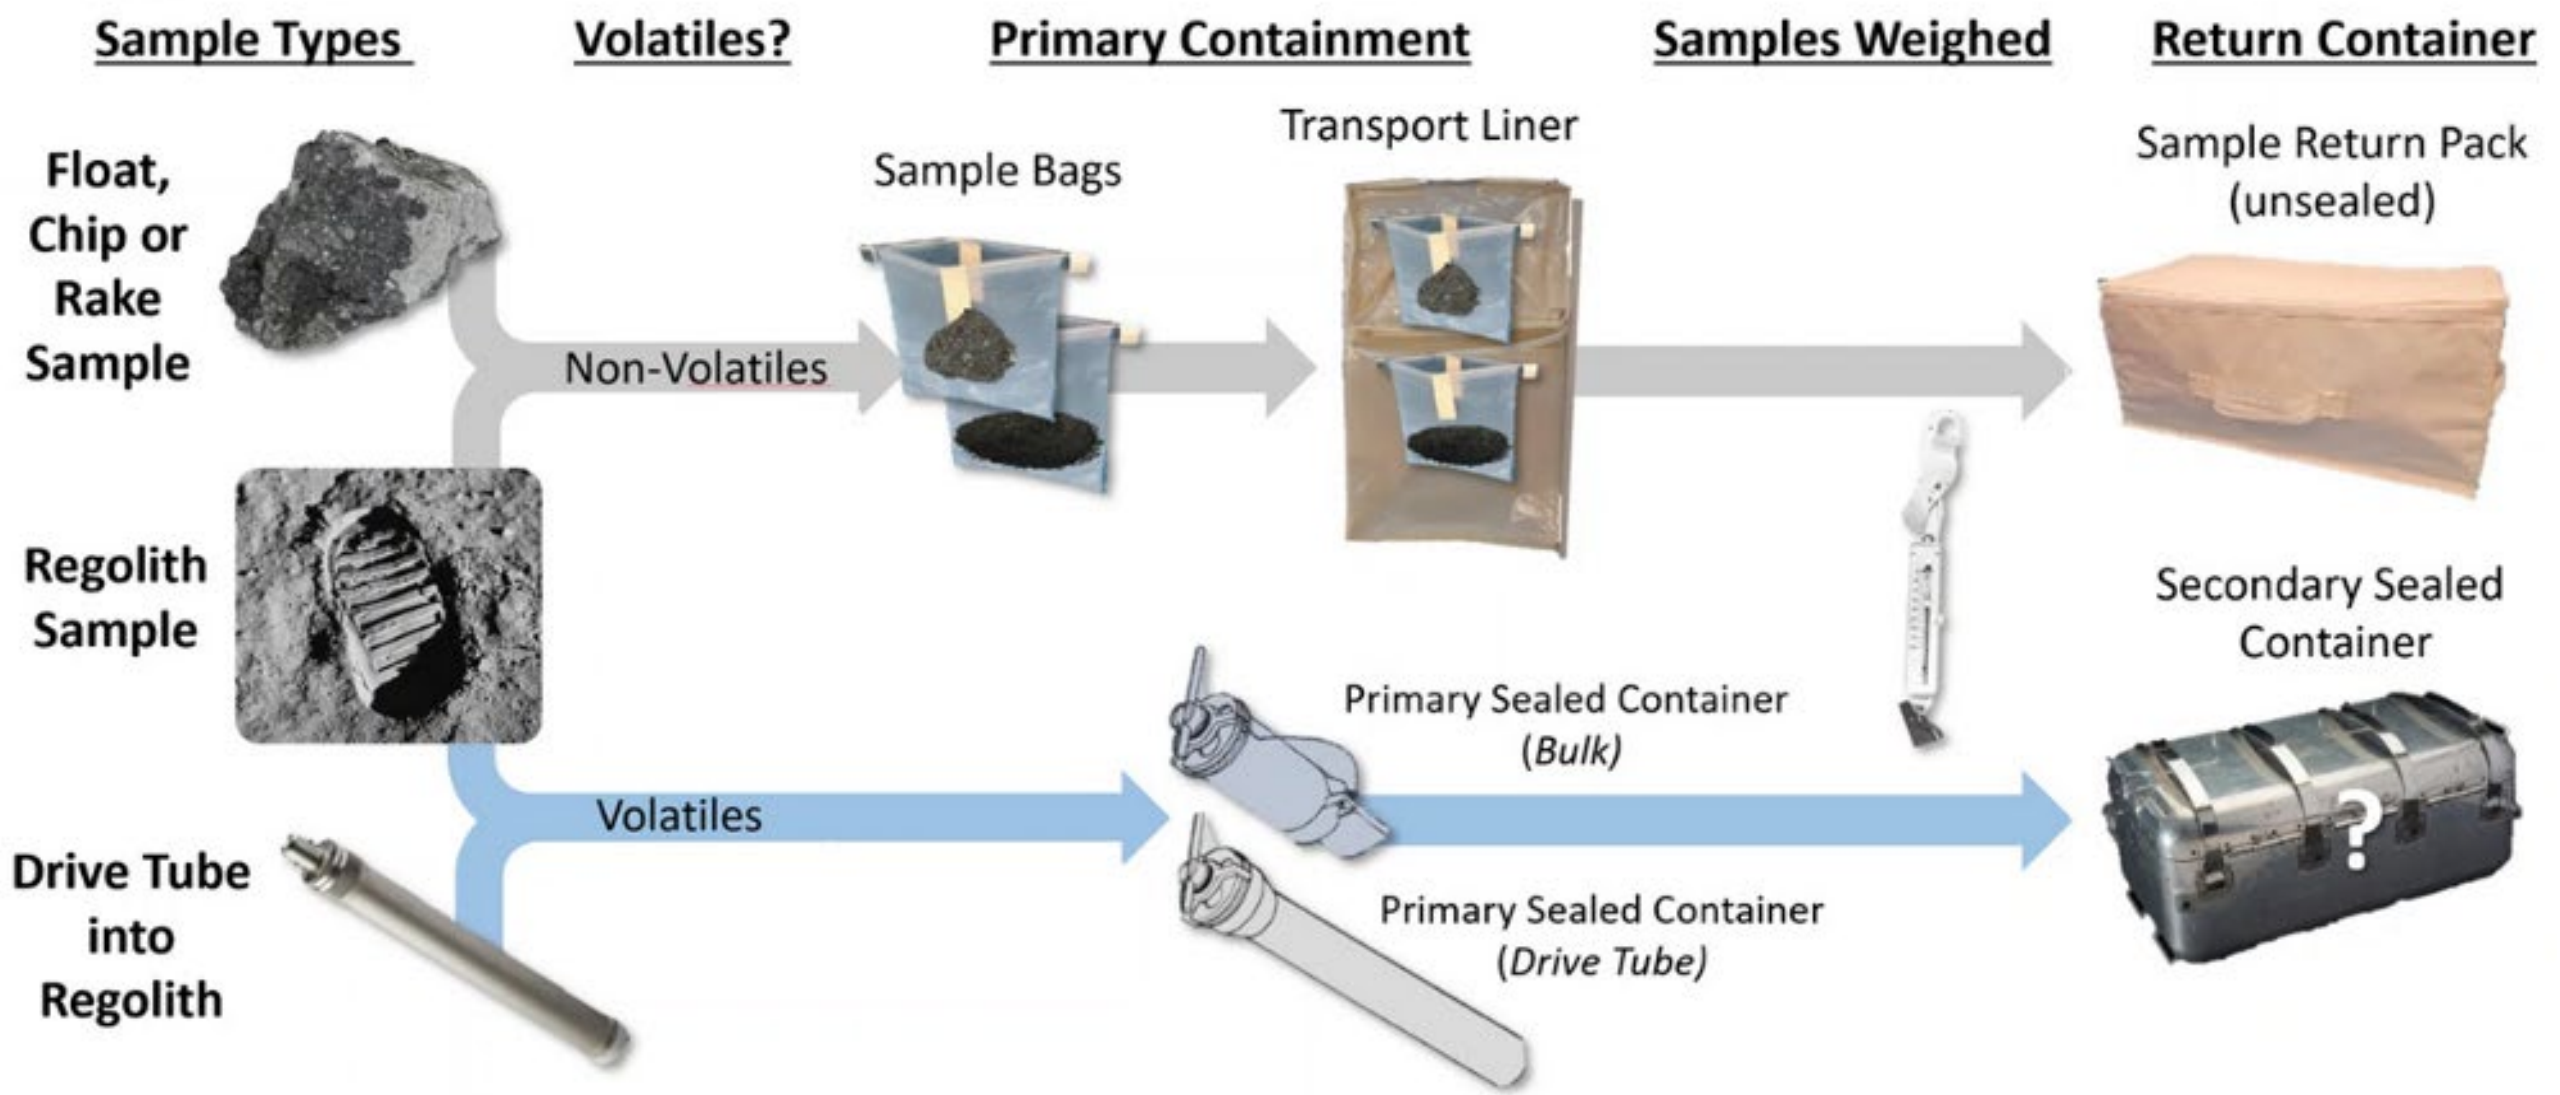 Sample Types
Volatiles?
Primary Containment
Samples Weighed
Return Container
Float,
Chip or
Rake
Sample
Non-Volatiles
Sample Bags
Transport Liner
Sample Return Pack
(unsealed)
Regolith
Sample
Drive Tube
into
Regolith
Volatiles
Primary Sealed Container
(Bulk)
Primary Sealed Container
(Drive Tube)
Secondary Sealed
Container
?